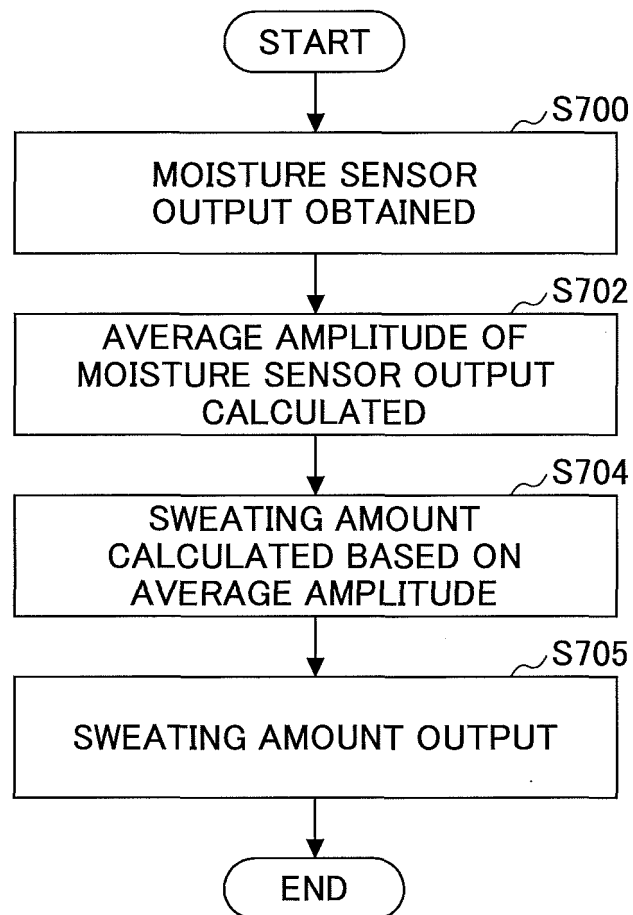 START
S700
MOISTURE SENSOR
OUTPUT OBTAINED
S702
AVERAGE AMPLITUDE OF
MOISTURE SENSOR OUTPUT
CALCULATED
S704
SWEATING AMOUNT
CALCULATED BASED ON
AVERAGE AMPLITUDE
S705
SWEATING AMOUNT OUTPUT
END